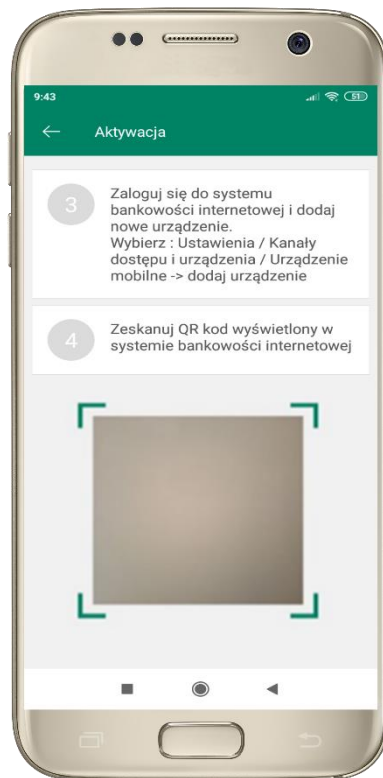 9:43
51
Aktywacja
3
Zaloguj się do systemu
bankowości internetowej i dodaj
nowe urządzenie.
Wybierz : Ustawienia / Kanały
dostępu i urządzenia / Urządzenie
mobilne -> dodaj urządzenie
4
Zeskanuj QR kod wyświetlony w
systemie bankowości internetowej